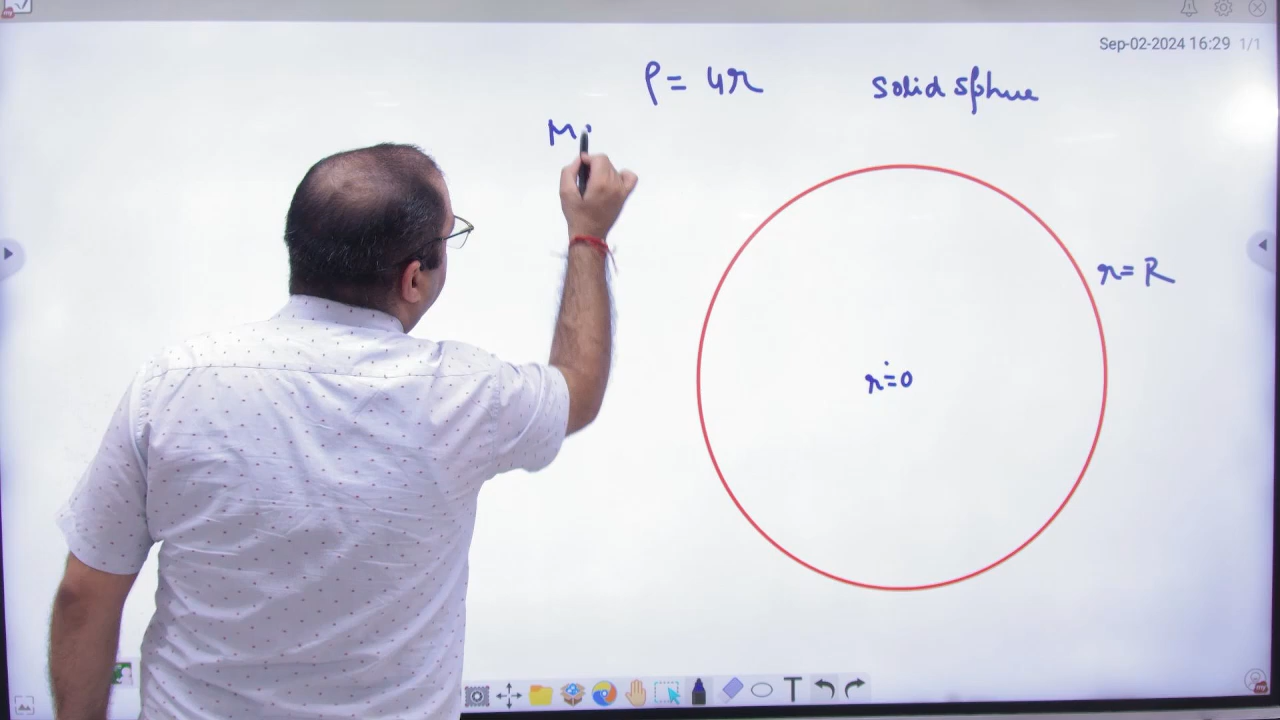 Sep-02-2024 16:29 1/1
ρ = 4r
solid sphere
M
r = R
r = 0
T